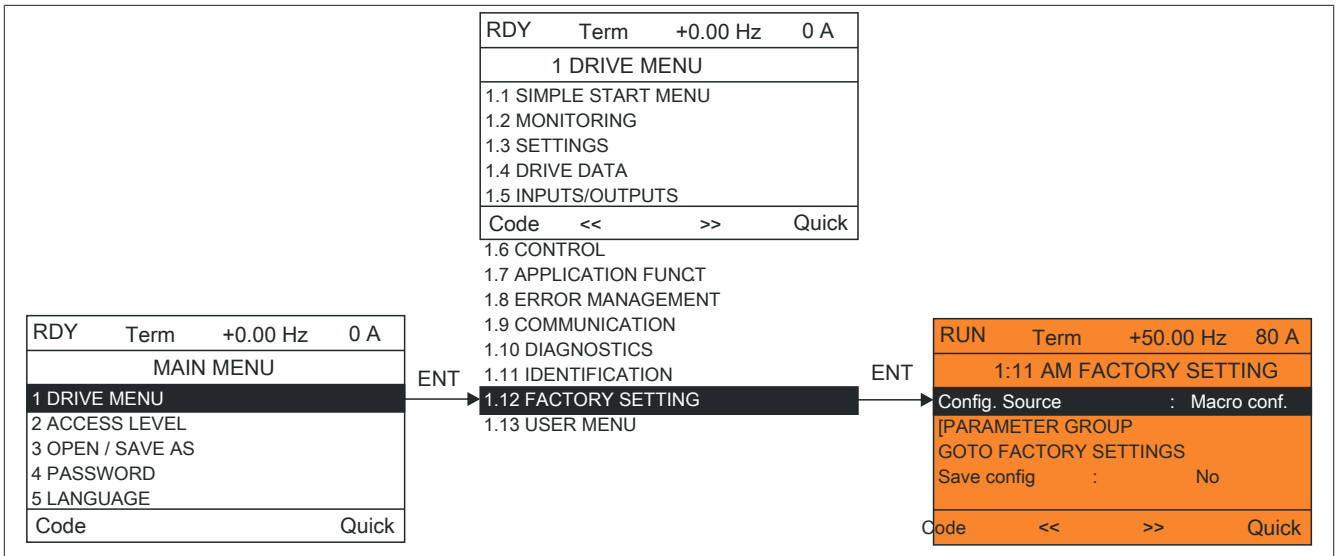 RDY Term +0.00 Hz 0 A
1 DRIVE MENU
1.1 SIMPLE START MENU
1.2 MONITORING
1.3 SETTINGS
1.4 DRIVE DATA
1.5 INPUTS/OUTPUTS
Code << >> Quick
1.6 CONTROL
1.7 APPLICATION FUNC.T
1.8 ERROR MANAGEMENT
1.9 COMMUNICATION
1.10 DIAGNOSTICS
1.11 IDENTIFICATION
1.12 FACTORY SETTING
1.13 USER MENU
RDY Term +0.00 Hz 0 A
MAIN MENU
1 DRIVE MENU
2 ACCESS LEVEL
3 OPEN / SAVE AS
4 PASSWORD
5 LANGUAGE
Code Quick
ENT
ENT
RUN Term +50.00 Hz 80 A
1:11 AM FACTORY SETTING
Config. Source : Macro conf.
[PARAMETER GROUP
GOTO FACTORY SETTINGS
Save config : No
Code << >> Quick